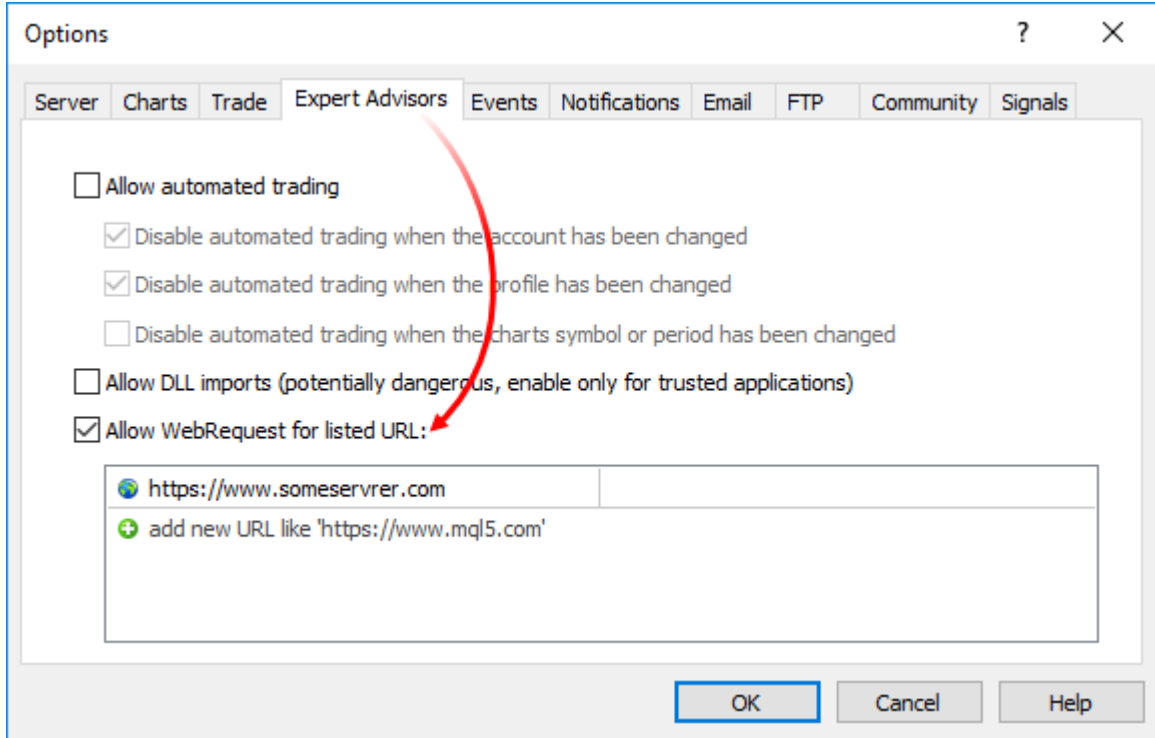 Options
Server Charts Trade Expert Advisors Events Notifications Email FTP Community Signals
Allow automated trading
Disable automated trading when the account has been changed
Disable automated trading when the profile has been changed
Disable automated trading when the charts symbol or period has been changed
Allow DLL imports (potentially dangerous, enable only for trusted applications)
Allow WebRequest for listed URL:
https://www.someservrer.com
add new URL like 'https://www.mql5.com'
OK Cancel Help